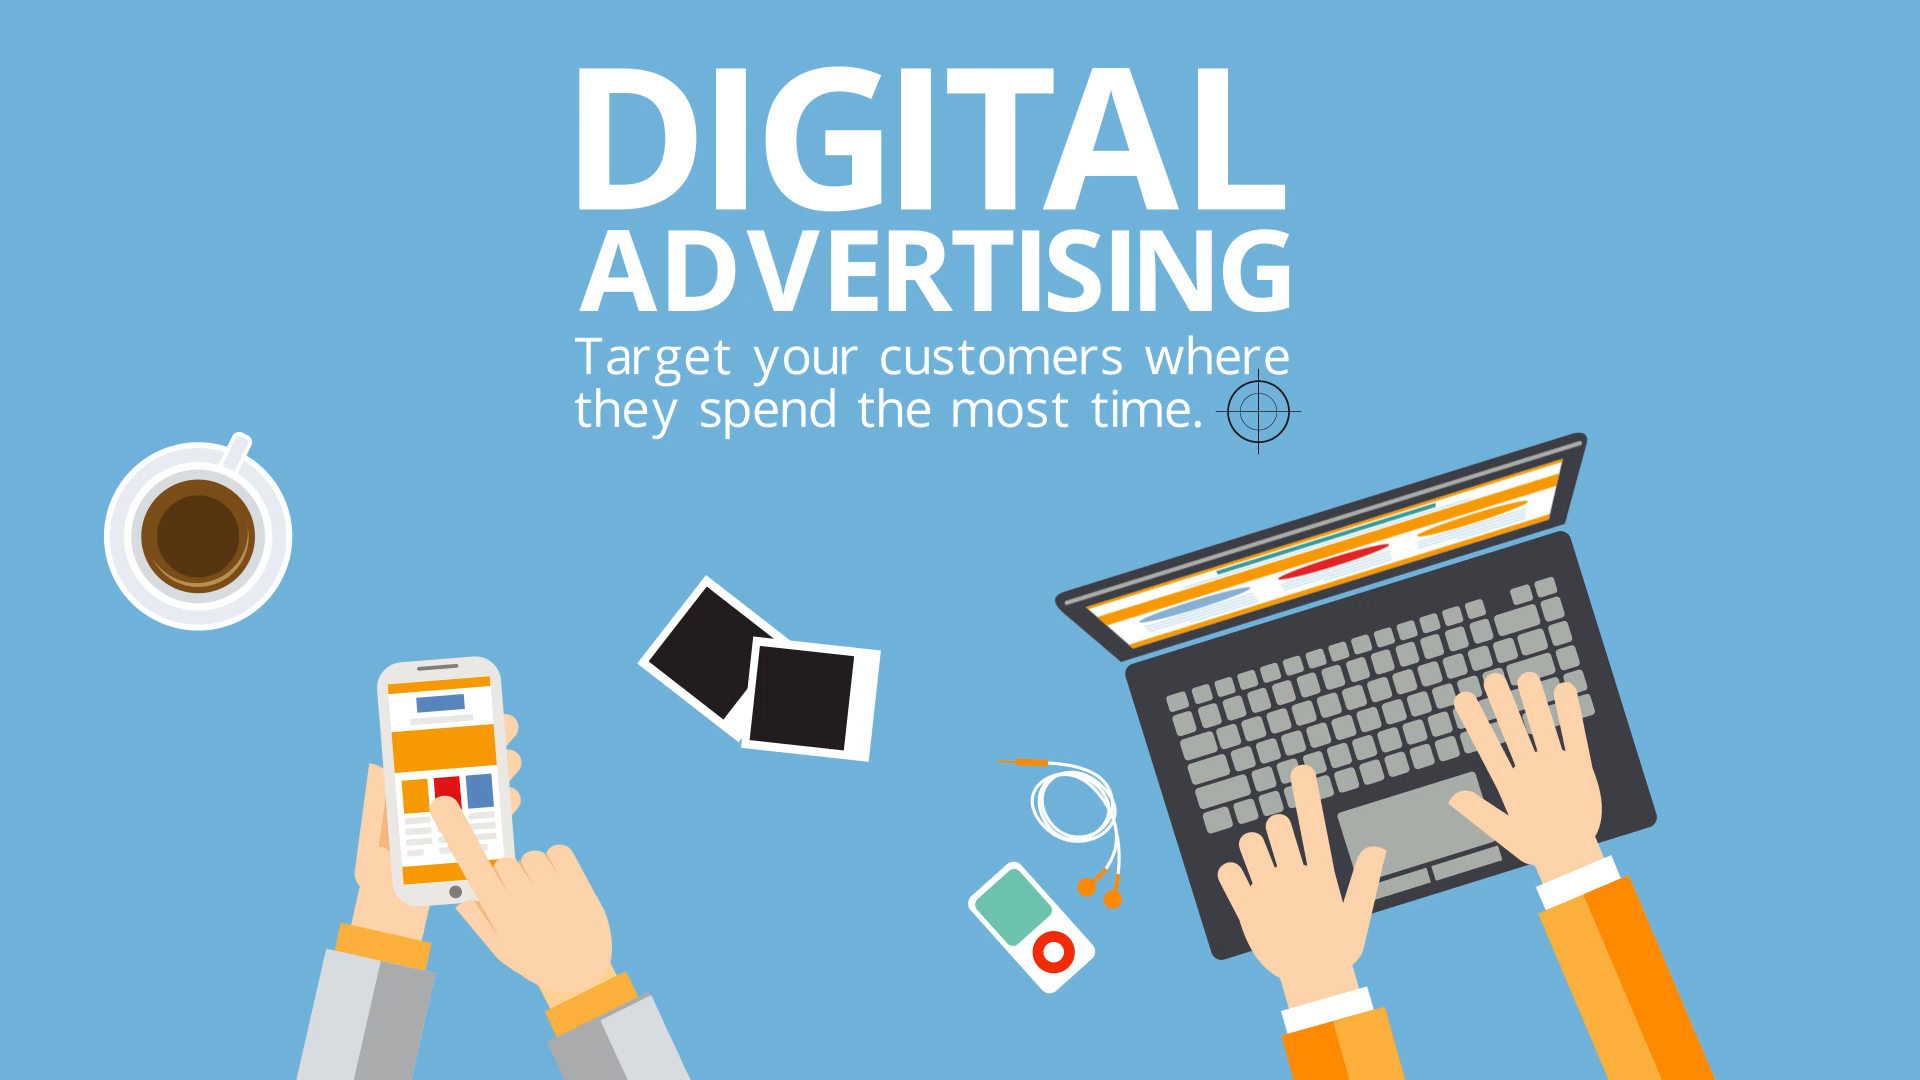 DIGITAL
ADVERTISING
Target your customers where
they spend the most time.